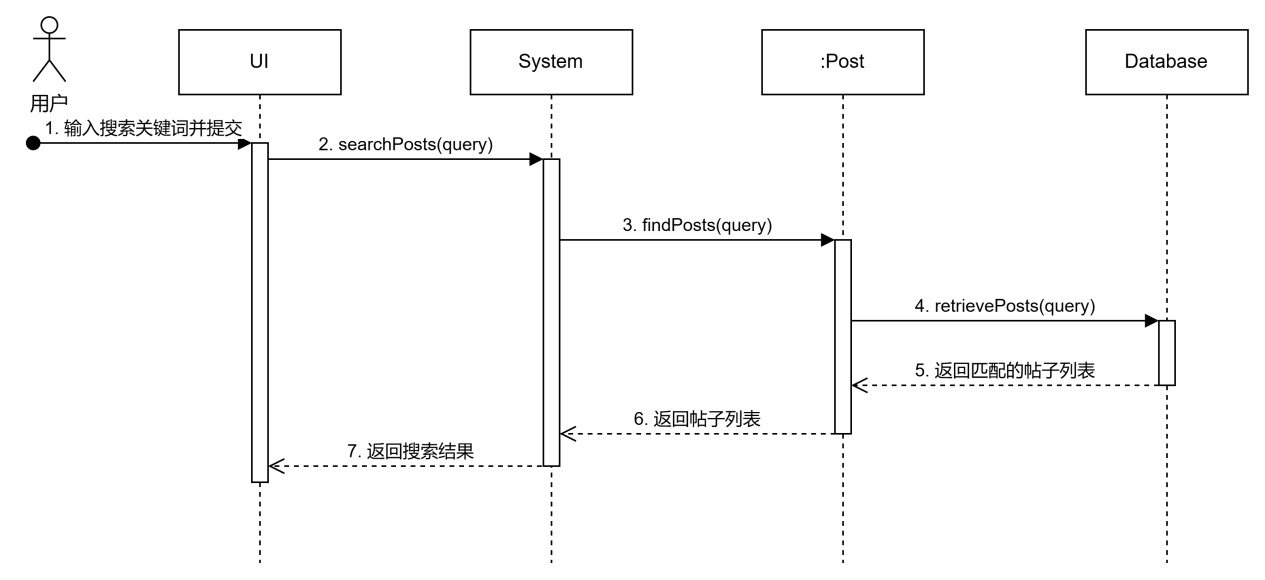 UI
System
:Post
Database
用户
1. 输入搜索关键词并提交
2. searchPosts(query)
3. findPosts(query)
4. retrievePosts(query)
5. 返回匹配的帖子列表
6. 返回帖子列表
7. 返回搜索结果